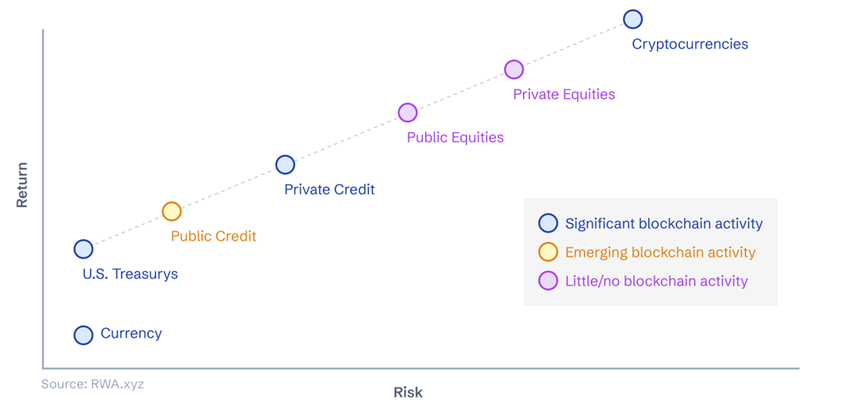 Cryptocurrencies
Private Equities
Public Equities
Return
Private Credit
Public Credit
U.S. Treasurys
Currency
Significant blockchain activity
Emerging blockchain activity
Little/no blockchain activity
Source: RWA.xyz
Risk